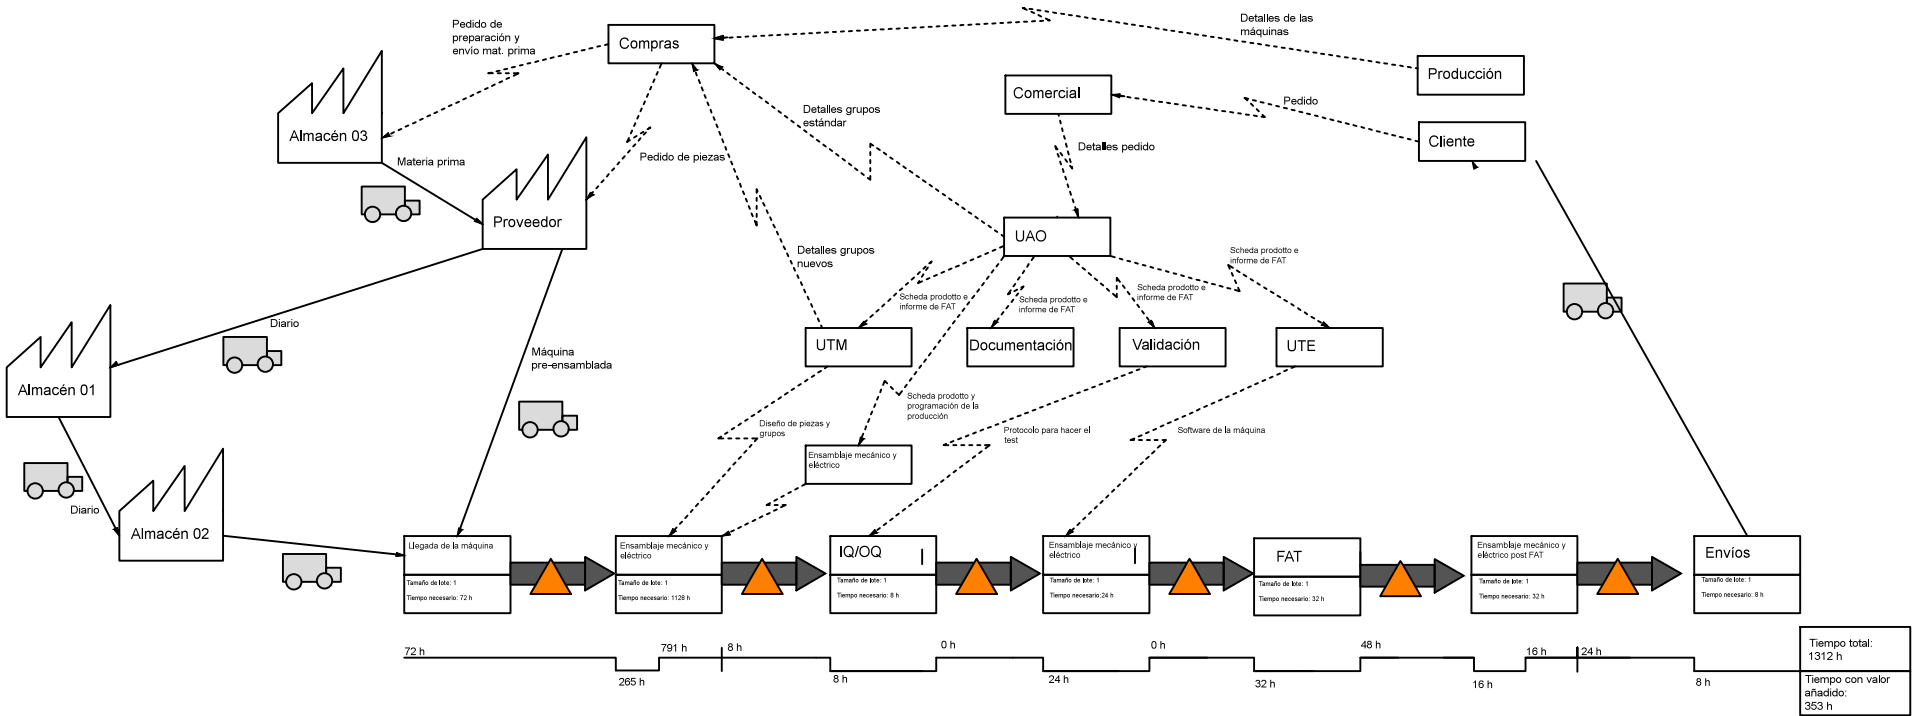 Pedido de
preparación y
envío mat. prima
Compras
Detalles de las
máquinas
Producción
Comercial
Pedido
Cliente
Almacén 03
Materia prima
Pedido de piezas
Detalles grupos
estándar
Detalles pedido
Proveedor
UAO
Detalles grupos
nuevos
Scheda prodotto e
informe de FAT
Scheda prodotto e
informe de FAT
Scheda prodotto e
informe de FAT
Scheda prodotto e
informe de FAT
Diario
Máquina
pre-ensamblada
UTM
Documentación
Validación
UTE
Almacén 01
Scheda prodotto y
programación de la
producción
Diseño de piezas y
grupos
Protocolo para hacer el
test
Software de la máquina
Ensamblaje mecánico y
eléctrico
Diario
Almacén 02
Llegada de la máquina
Tamaño de lote: 1
Tiempo necesario: 72 h
Ensamblaje mecánico y
eléctrico
Tamaño de lote: 1
Tiempo necesario: 1128 h
IQ/OQ
Tamaño de lote: 1
Tiempo necesario: 8 h
Ensamblaje mecánico y
eléctrico
Tamaño de lote: 1
Tiempo necesario:24 h
FAT
Tamaño de lote: 1
Tiempo necesario: 32 h
Ensamblaje mecánico y
eléctrico post FAT
Tamaño de lote: 1
Tiempo necesario: 32 h
Envíos
Tamaño de lote: 1
Tiempo necesario: 8 h
72 h
265 h
791 h
8 h
8 h
0 h
24 h
0 h
32 h
48 h
16 h
16 h
24 h
8 h
Tiempo total:
1312 h
Tiempo con valor
añadido:
353 h